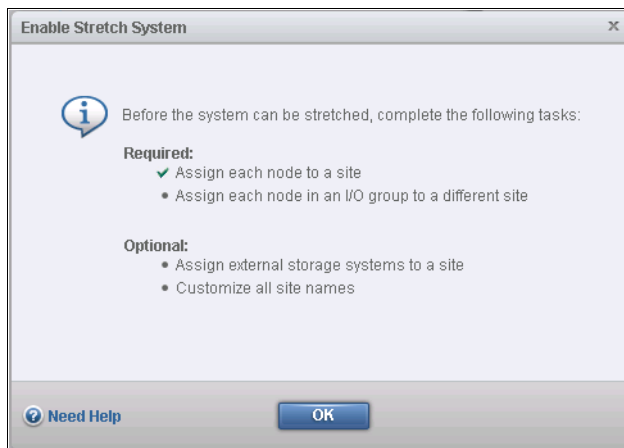 Enable Stretch System
Before the system can be stretched, complete the following tasks:
Required:
Assign each node to a site
Assign each node in an I/O group to a different site
Optional:
Assign external storage systems to a site
Customize all site names
Need Help
OK